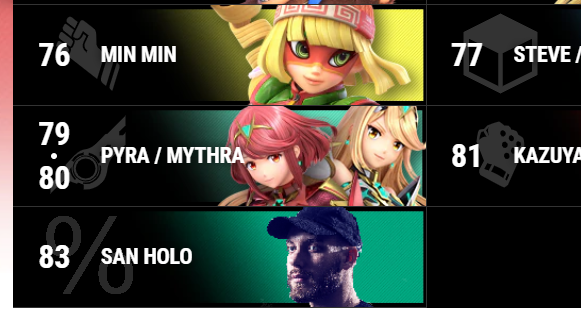 76 MIN MIN
77 STEVE /
79 · 80 PYRA / MYTHRA
81 KAZUYA
83 SAN HOLO
%